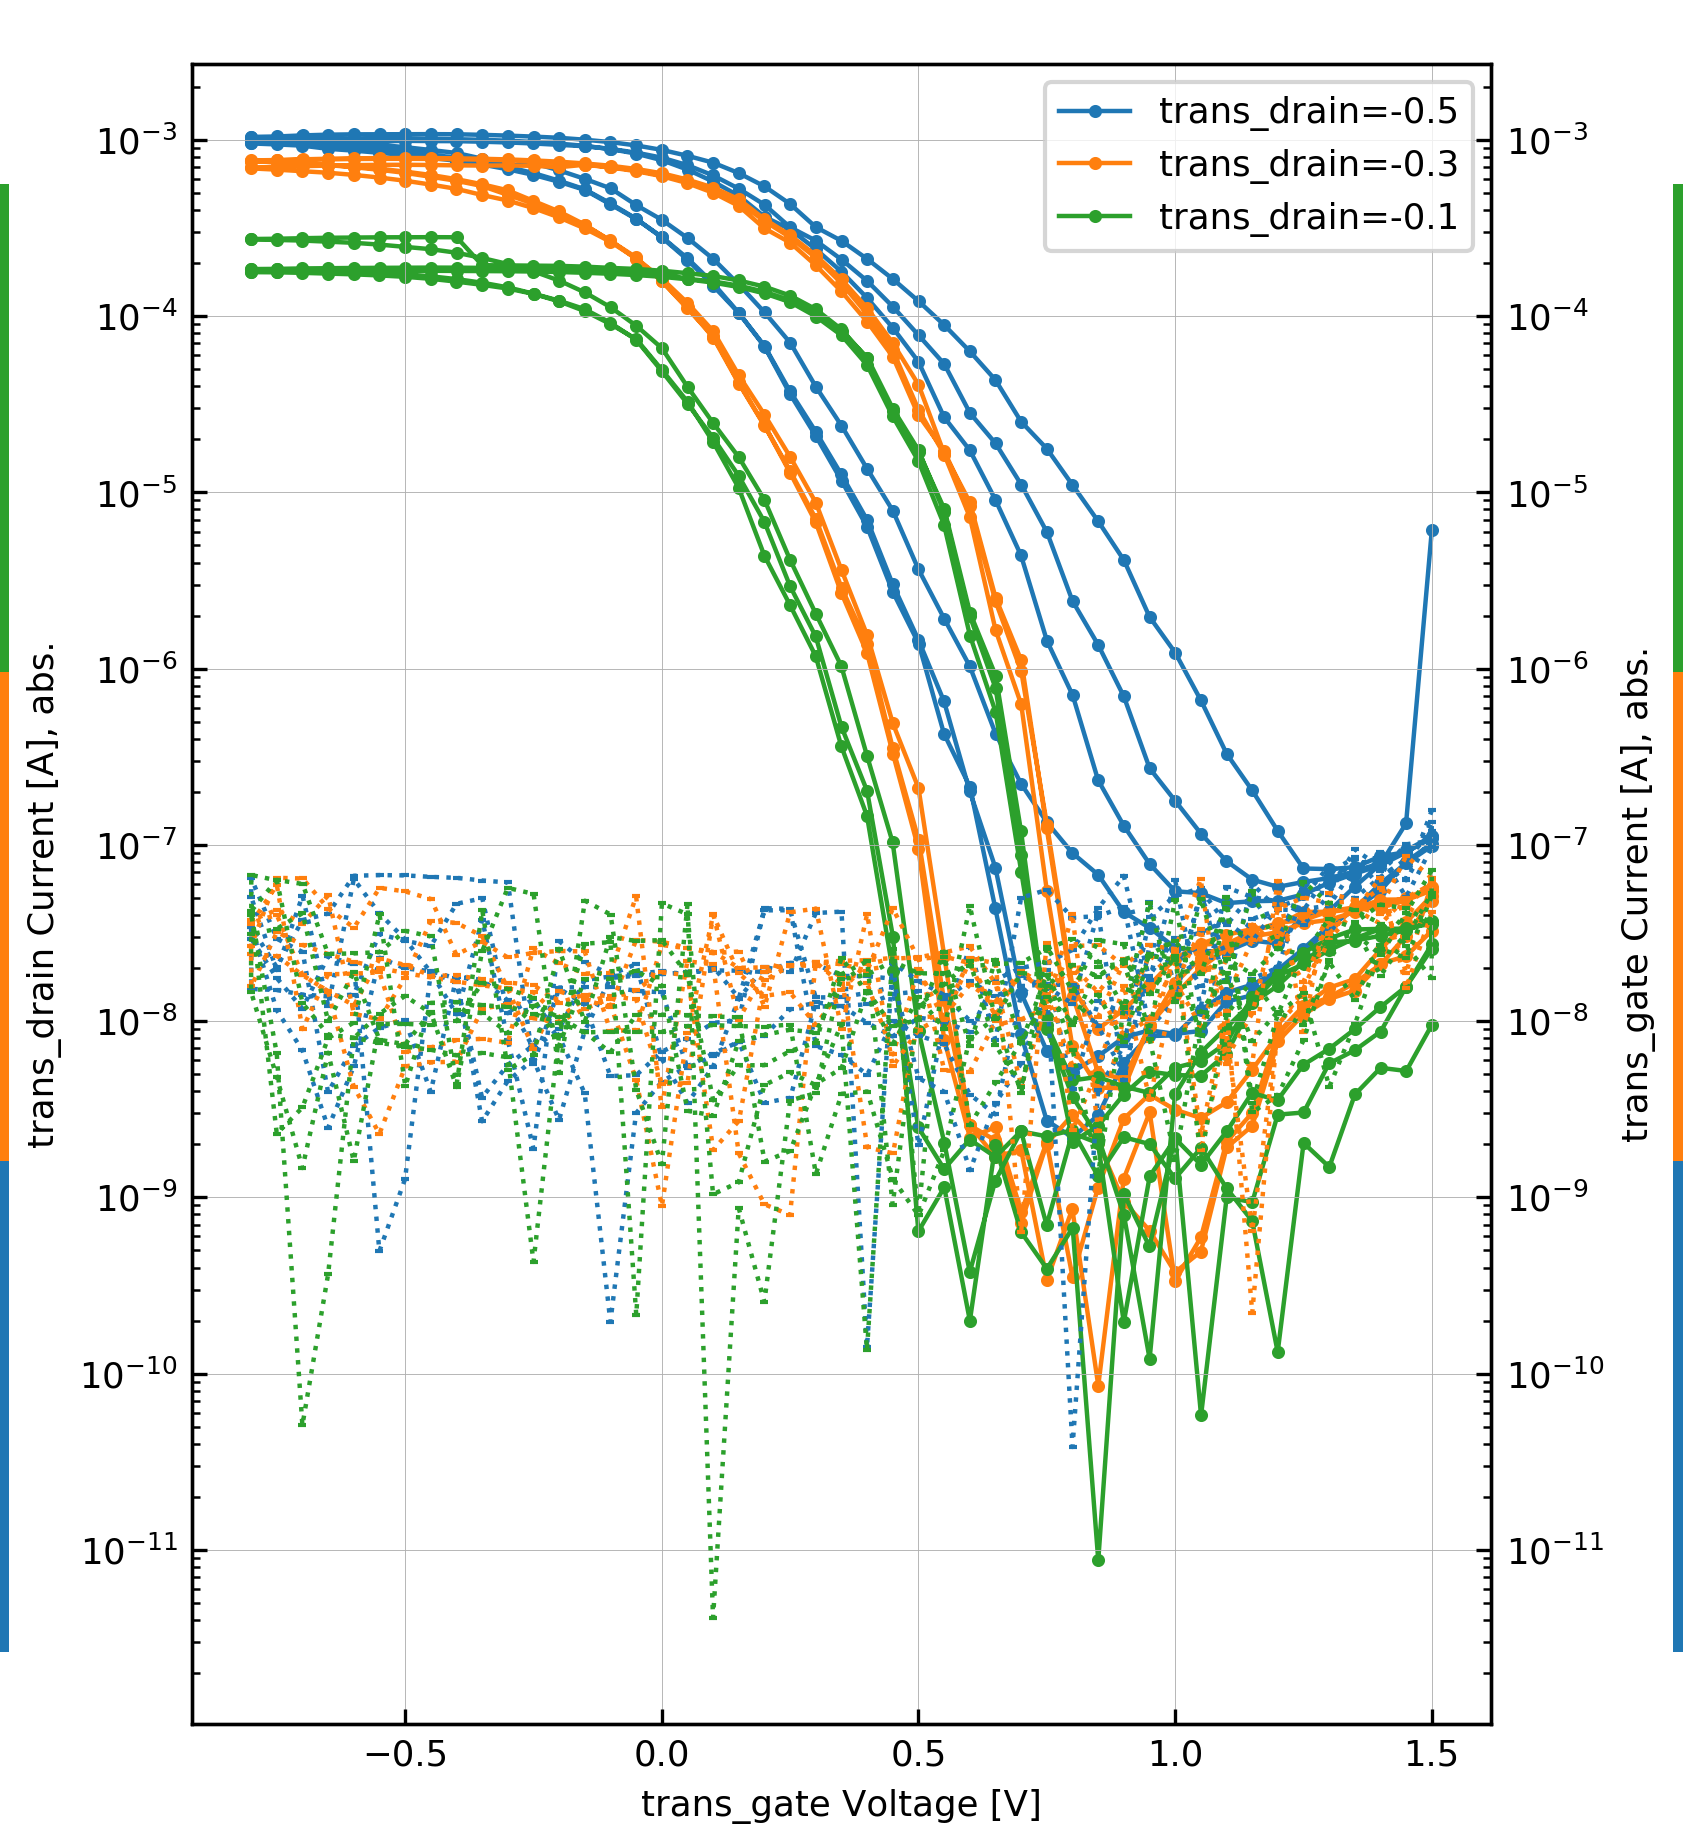 trans_drain=-0.5
trans_drain=-0.3
trans_drain=-0.1
10⁻³
10⁻⁴
10⁻⁵
10⁻⁶
10⁻⁷
10⁻⁸
10⁻⁹
10⁻¹⁰
10⁻¹¹
trans_drain Current [A], abs.
10⁻³
10⁻⁴
10⁻⁵
10⁻⁶
10⁻⁷
10⁻⁸
10⁻⁹
10⁻¹⁰
10⁻¹¹
trans_gate Current [A], abs.
−0.5 0.0 0.5 1.0 1.5
trans_gate Voltage [V]